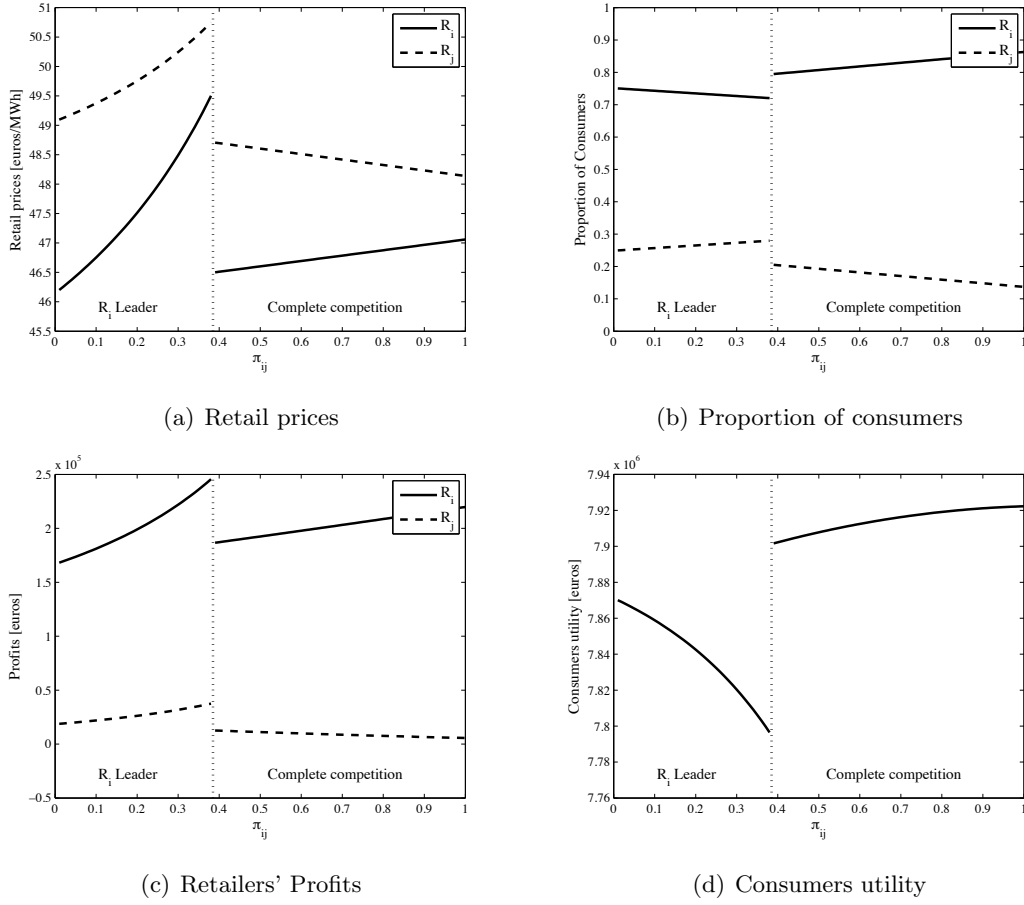 51
50.5
50
49.5
49
48.5
48
47.5
47
46.5
46
45.5
Retail prices [euros/MWh]
R_i
R_j
R_i Leader
Complete competition
0 0.1 0.2 0.3 0.4 0.5 0.6 0.7 0.8 0.9 1
π_ij
(a) Retail prices
1
0.9
0.8
0.7
0.6
0.5
0.4
0.3
0.2
0.1
0
Proportion of Consumers
R_i
R_j
R_i Leader
Complete competition
0 0.1 0.2 0.3 0.4 0.5 0.6 0.7 0.8 0.9 1
π_ij
(b) Proportion of consumers
x 10^5
2.5
2
1.5
1
0.5
0
–0.5
Profits [euros]
R_i
R_j
R_i Leader
Complete competition
0 0.1 0.2 0.3 0.4 0.5 0.6 0.7 0.8 0.9 1
π_ij
(c) Retailers' Profits
x 10^6
7.94
7.92
7.9
7.88
7.86
7.84
7.82
7.8
7.78
7.76
Consumers utility [euros]
R_i Leader
Complete competition
0 0.1 0.2 0.3 0.4 0.5 0.6 0.7 0.8 0.9 1
π_ij
(d) Consumers utility